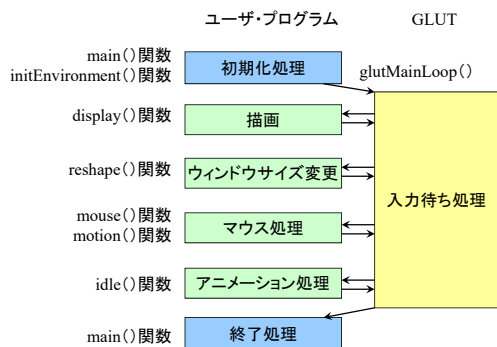 ユーザ・プログラム GLUT
main()関数
initEnvironment()関数
初期化処理
glutMainLoop()
display()関数
描画
reshape()関数
ウィンドウサイズ変更
入力待ち処理
mouse()関数
motion()関数
マウス処理
idle()関数
アニメーション処理
main()関数
終了処理